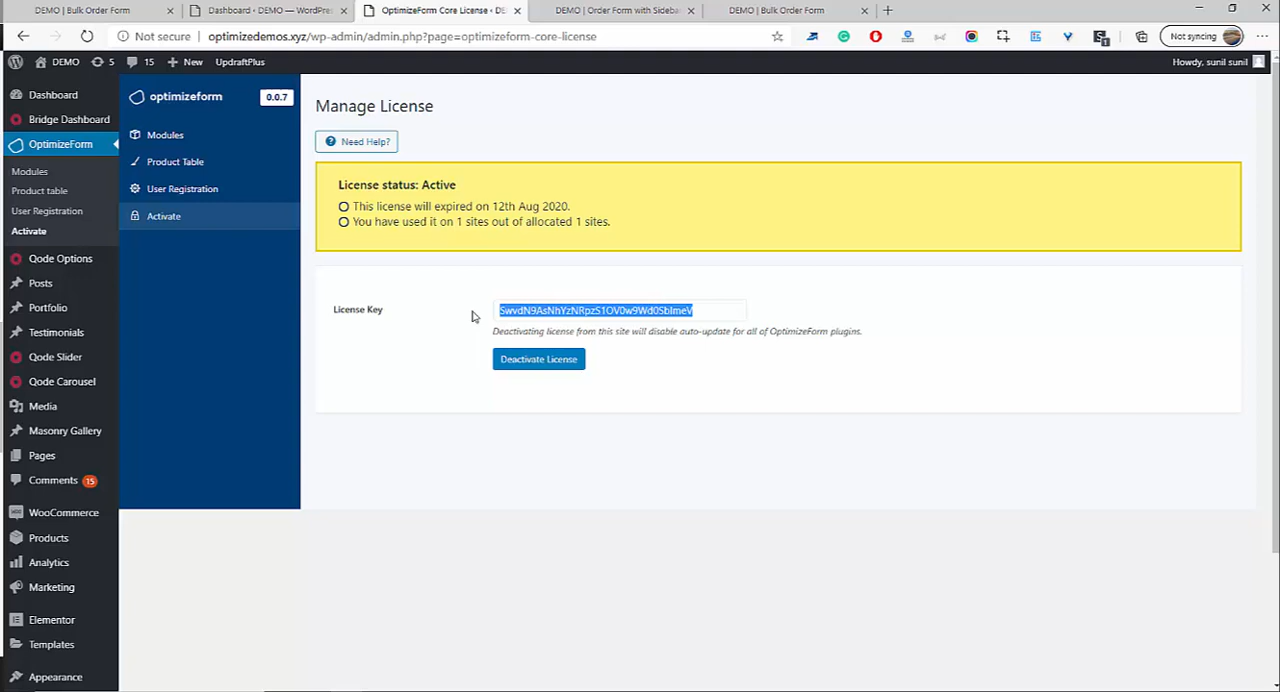 DEMO | Bulk Order Form
Dashboard ‹ DEMO — WordPres
OptimizeForm Core License ‹ DE
DEMO | Order Form with Sideba
DEMO | Bulk Order Form
Not secure
optimizedemos.xyz/wp-admin/admin.php?page=optimizeform-core-license
Not syncing
DEMO
5
15
New
UpdraftPlus
Howdy, sunil sunil
Dashboard
Bridge Dashboard
OptimizeForm
Modules
Product table
User Registration
Activate
Qode Options
Posts
Portfolio
Testimonials
Qode Slider
Qode Carousel
Media
Masonry Gallery
Pages
Comments 15
WooCommerce
Products
Analytics
Marketing
Elementor
Templates
Appearance
optimizeform
0.0.7
Modules
Product Table
User Registration
Activate
Manage License
Need Help?
License status: Active
This license will expired on 12th Aug 2020.
You have used it on 1 sites out of allocated 1 sites.
License Key
Deactivating license from this site will disable auto-update for all of OptimizeForm plugins.
Deactivate License